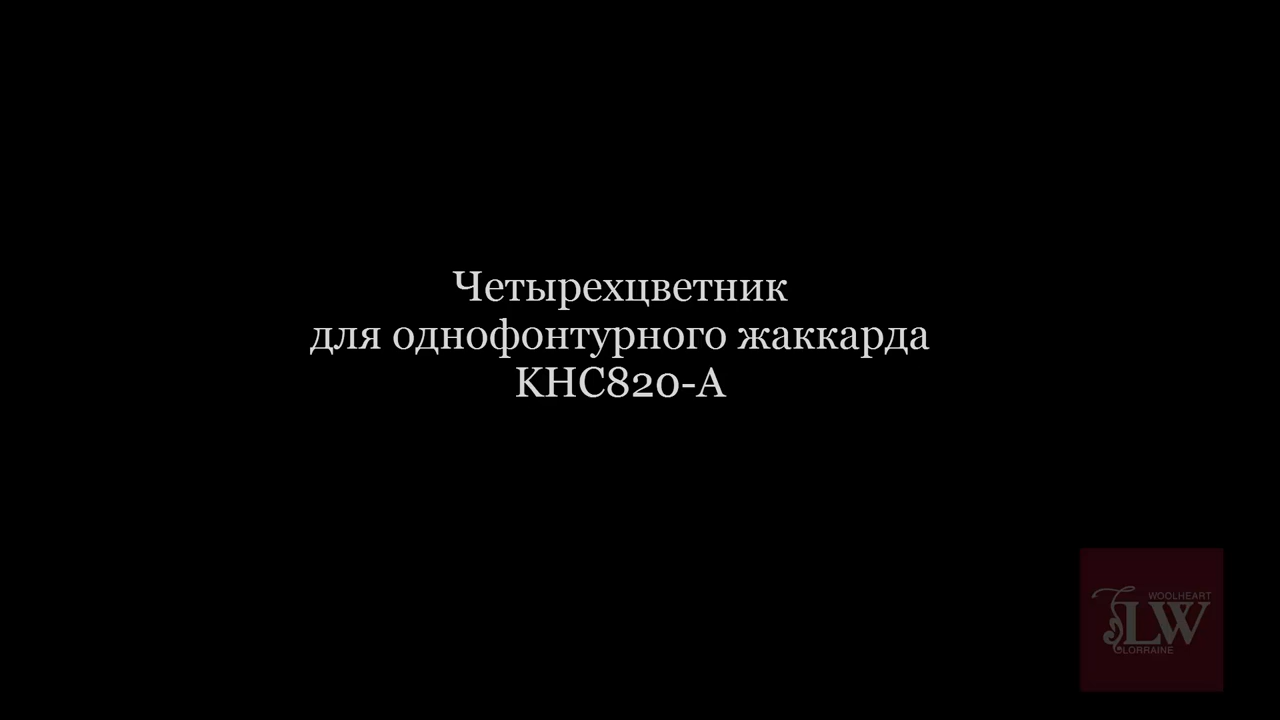 Четырехцветник
для однофонтурного жаккарда
KHC820-A
WOOLHEART
LW
LORRAINE